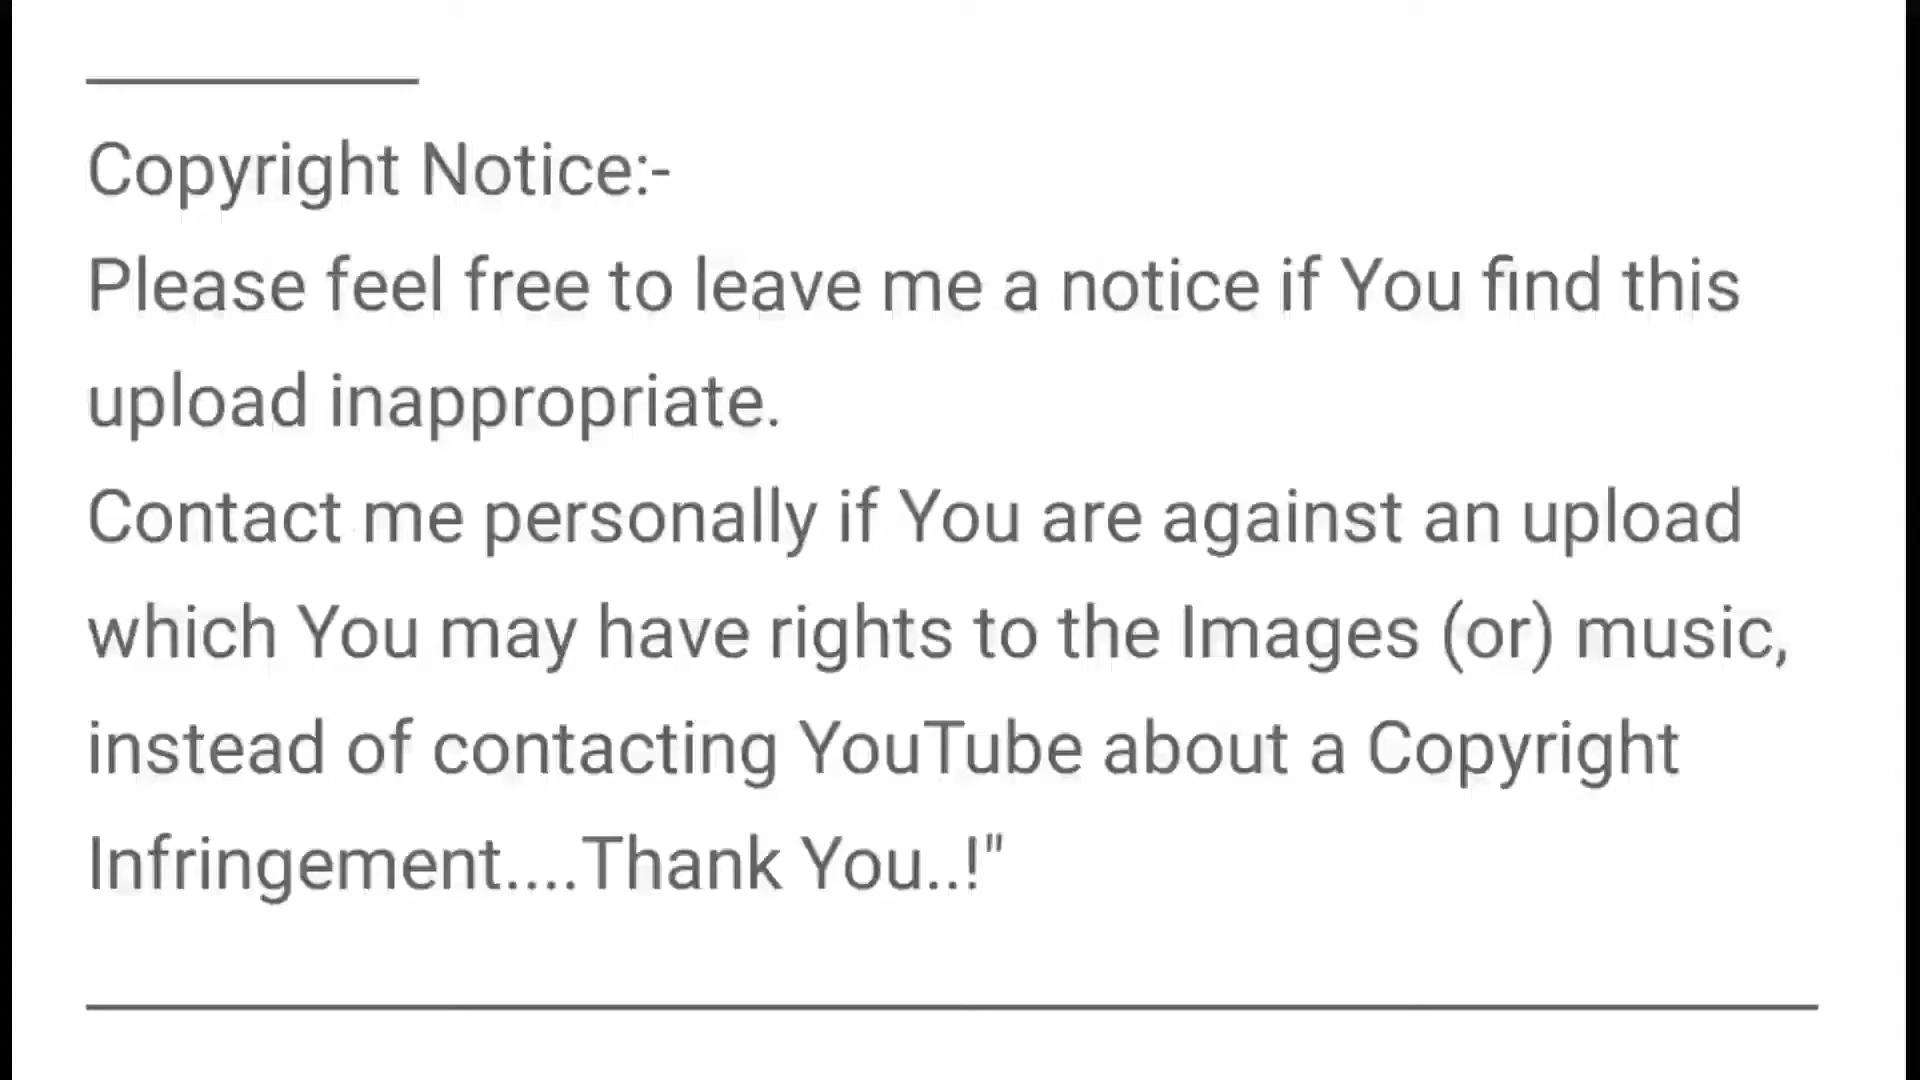 Copyright Notice:-
Please feel free to leave me a notice if You find this
upload inappropriate.
Contact me personally if You are against an upload
which You may have rights to the Images (or) music,
instead of contacting YouTube about a Copyright
Infringement....Thank You..!"